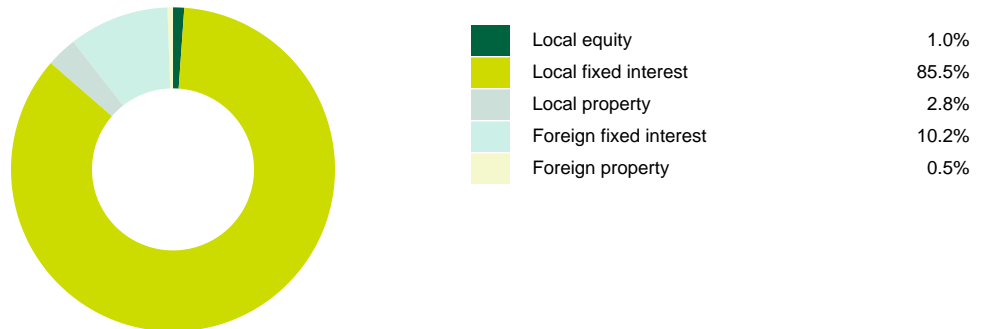 Local equity 1.0%
Local fixed interest 85.5%
Local property 2.8%
Foreign fixed interest 10.2%
Foreign property 0.5%